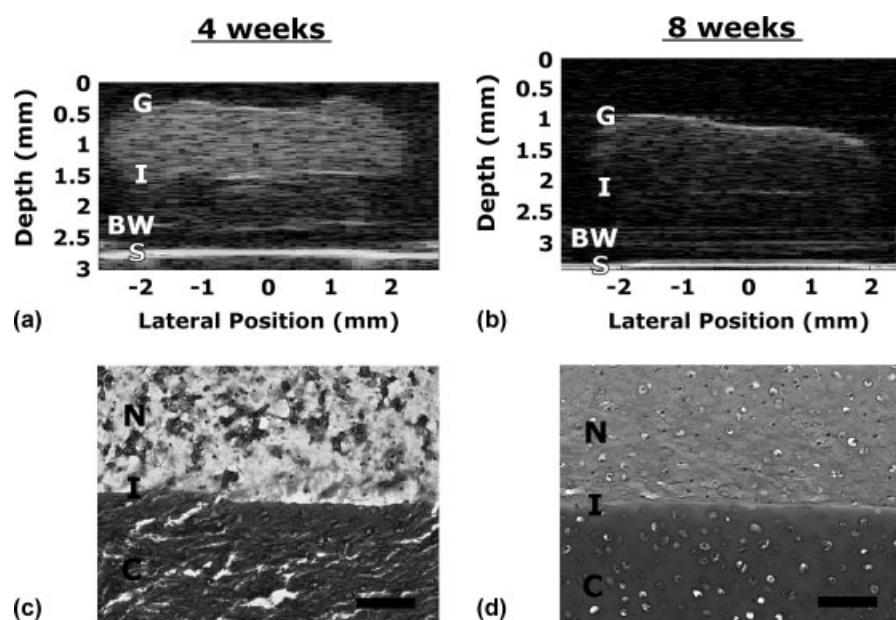 4 weeks
8 weeks
Depth (mm)
0
0.5
1
1.5
2
2.5
3
G
I
BW
S
-2
-1
0
1
2
Lateral Position (mm)
(a)
Depth (mm)
0
0.5
1
1.5
2
2.5
3
G
I
BW
S
-2
-1
0
1
2
Lateral Position (mm)
(b)
N
I
C
(c)
N
I
C
(d)